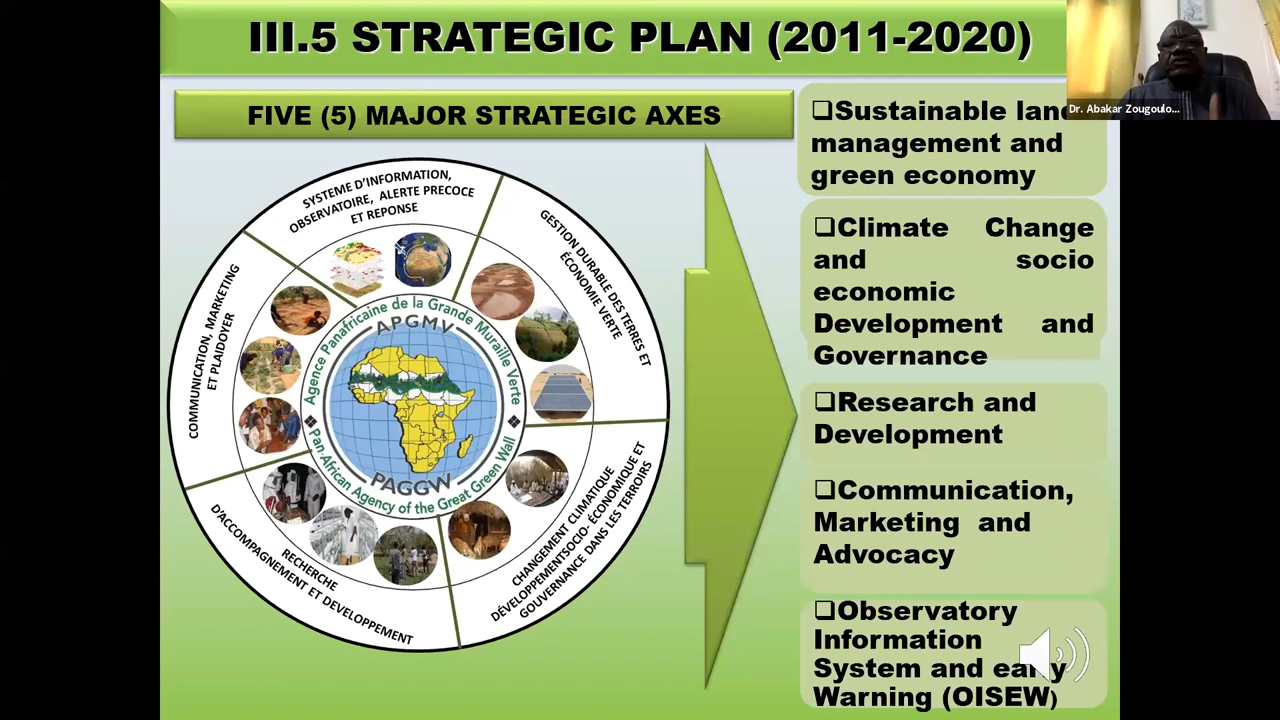 III.5 STRATEGIC PLAN (2011-2020)
Dr. Abakar Zougoulo...
FIVE (5) MAJOR STRATEGIC AXES
SYSTEME D'INFORMATION,
OBSERVATOIRE, ALERTE PRECOCE
ET REPONSE
GESTION DURABLE DES TERRES ET
ÉCONOMIE VERTE
CHANGEMENT CLIMATIQUE
DÉVELOPPEMENTSOCIO- ÉCONOMIQUE ET
GOUVERNANCE DANS LES TERROIRS
RECHERCHE
D'ACCOMPAGNEMENT ET DEVELOPPEMENT
COMMUNICATION, MARKETING
ET PLAIDOYER
Agence Panafricaine de la Grande Muraille Verte
APGMV
PAGGW
Pan-African Agency of the Great Green Wall
❑Sustainable land
management and
green economy
❑Climate Change
and socio
economic
Development and
Governance
❑Research and
Development
❑Communication,
Marketing and
Advocacy
❑Observatory
Information
System and early
Warning (OISEW)